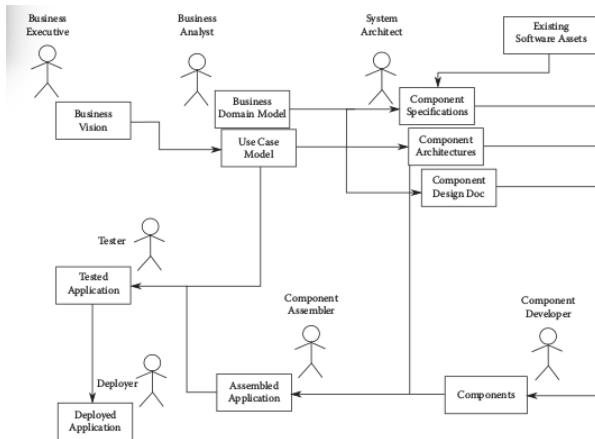 Business
Executive
Business
Analyst
System
Architect
Existing
Software Assets
Business
Vision
Business
Domain Model
Use Case
Model
Component
Specifications
Component
Architectures
Component
Design Doc
Tester
Tested
Application
Component
Assembler
Component
Developer
Deployer
Assembled
Application
Components
Deployed
Application